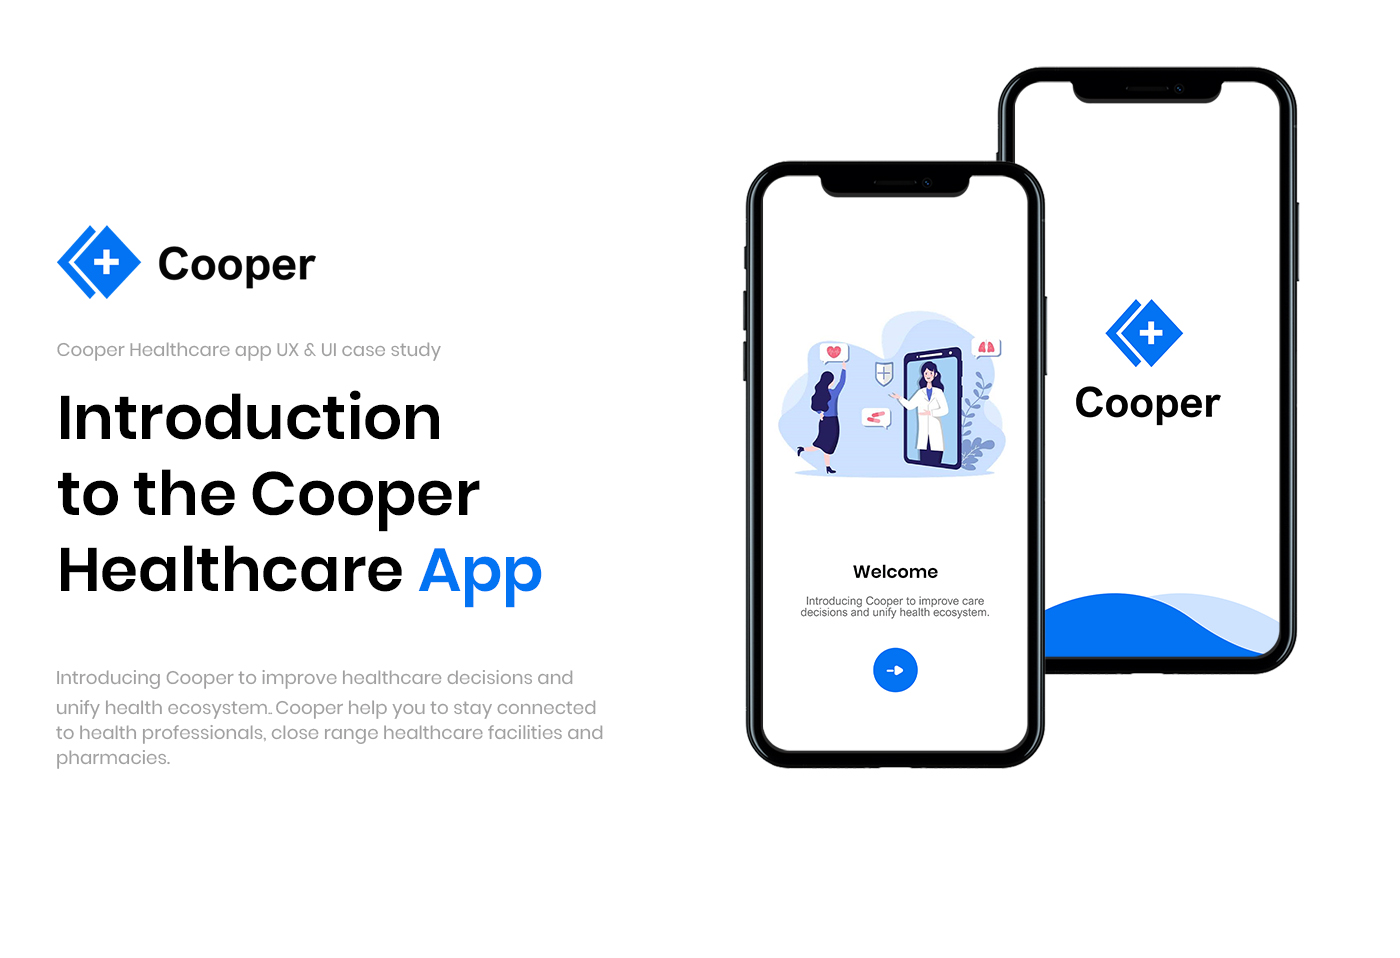 Cooper
Cooper Healthcare app UX & UI case study
Introduction
to the Cooper
Healthcare App
Introducing Cooper to improve healthcare decisions and
unify health ecosystem.. Cooper help you to stay connected
to health professionals, close range healthcare facilities and
pharmacies.
Welcome
Introducing Cooper to improve care
decisions and unify health ecosystem.
Cooper